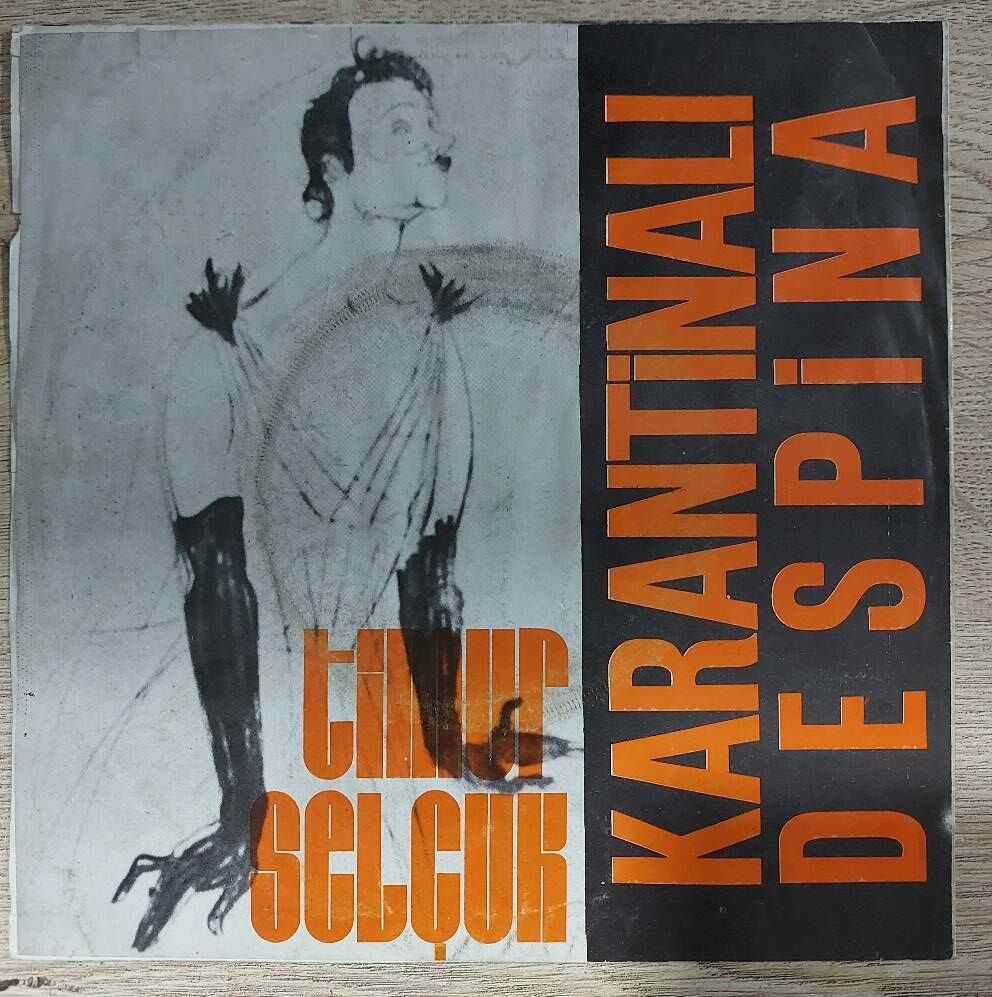 timur
selçuk
KARANTİNALI
DESPİNA